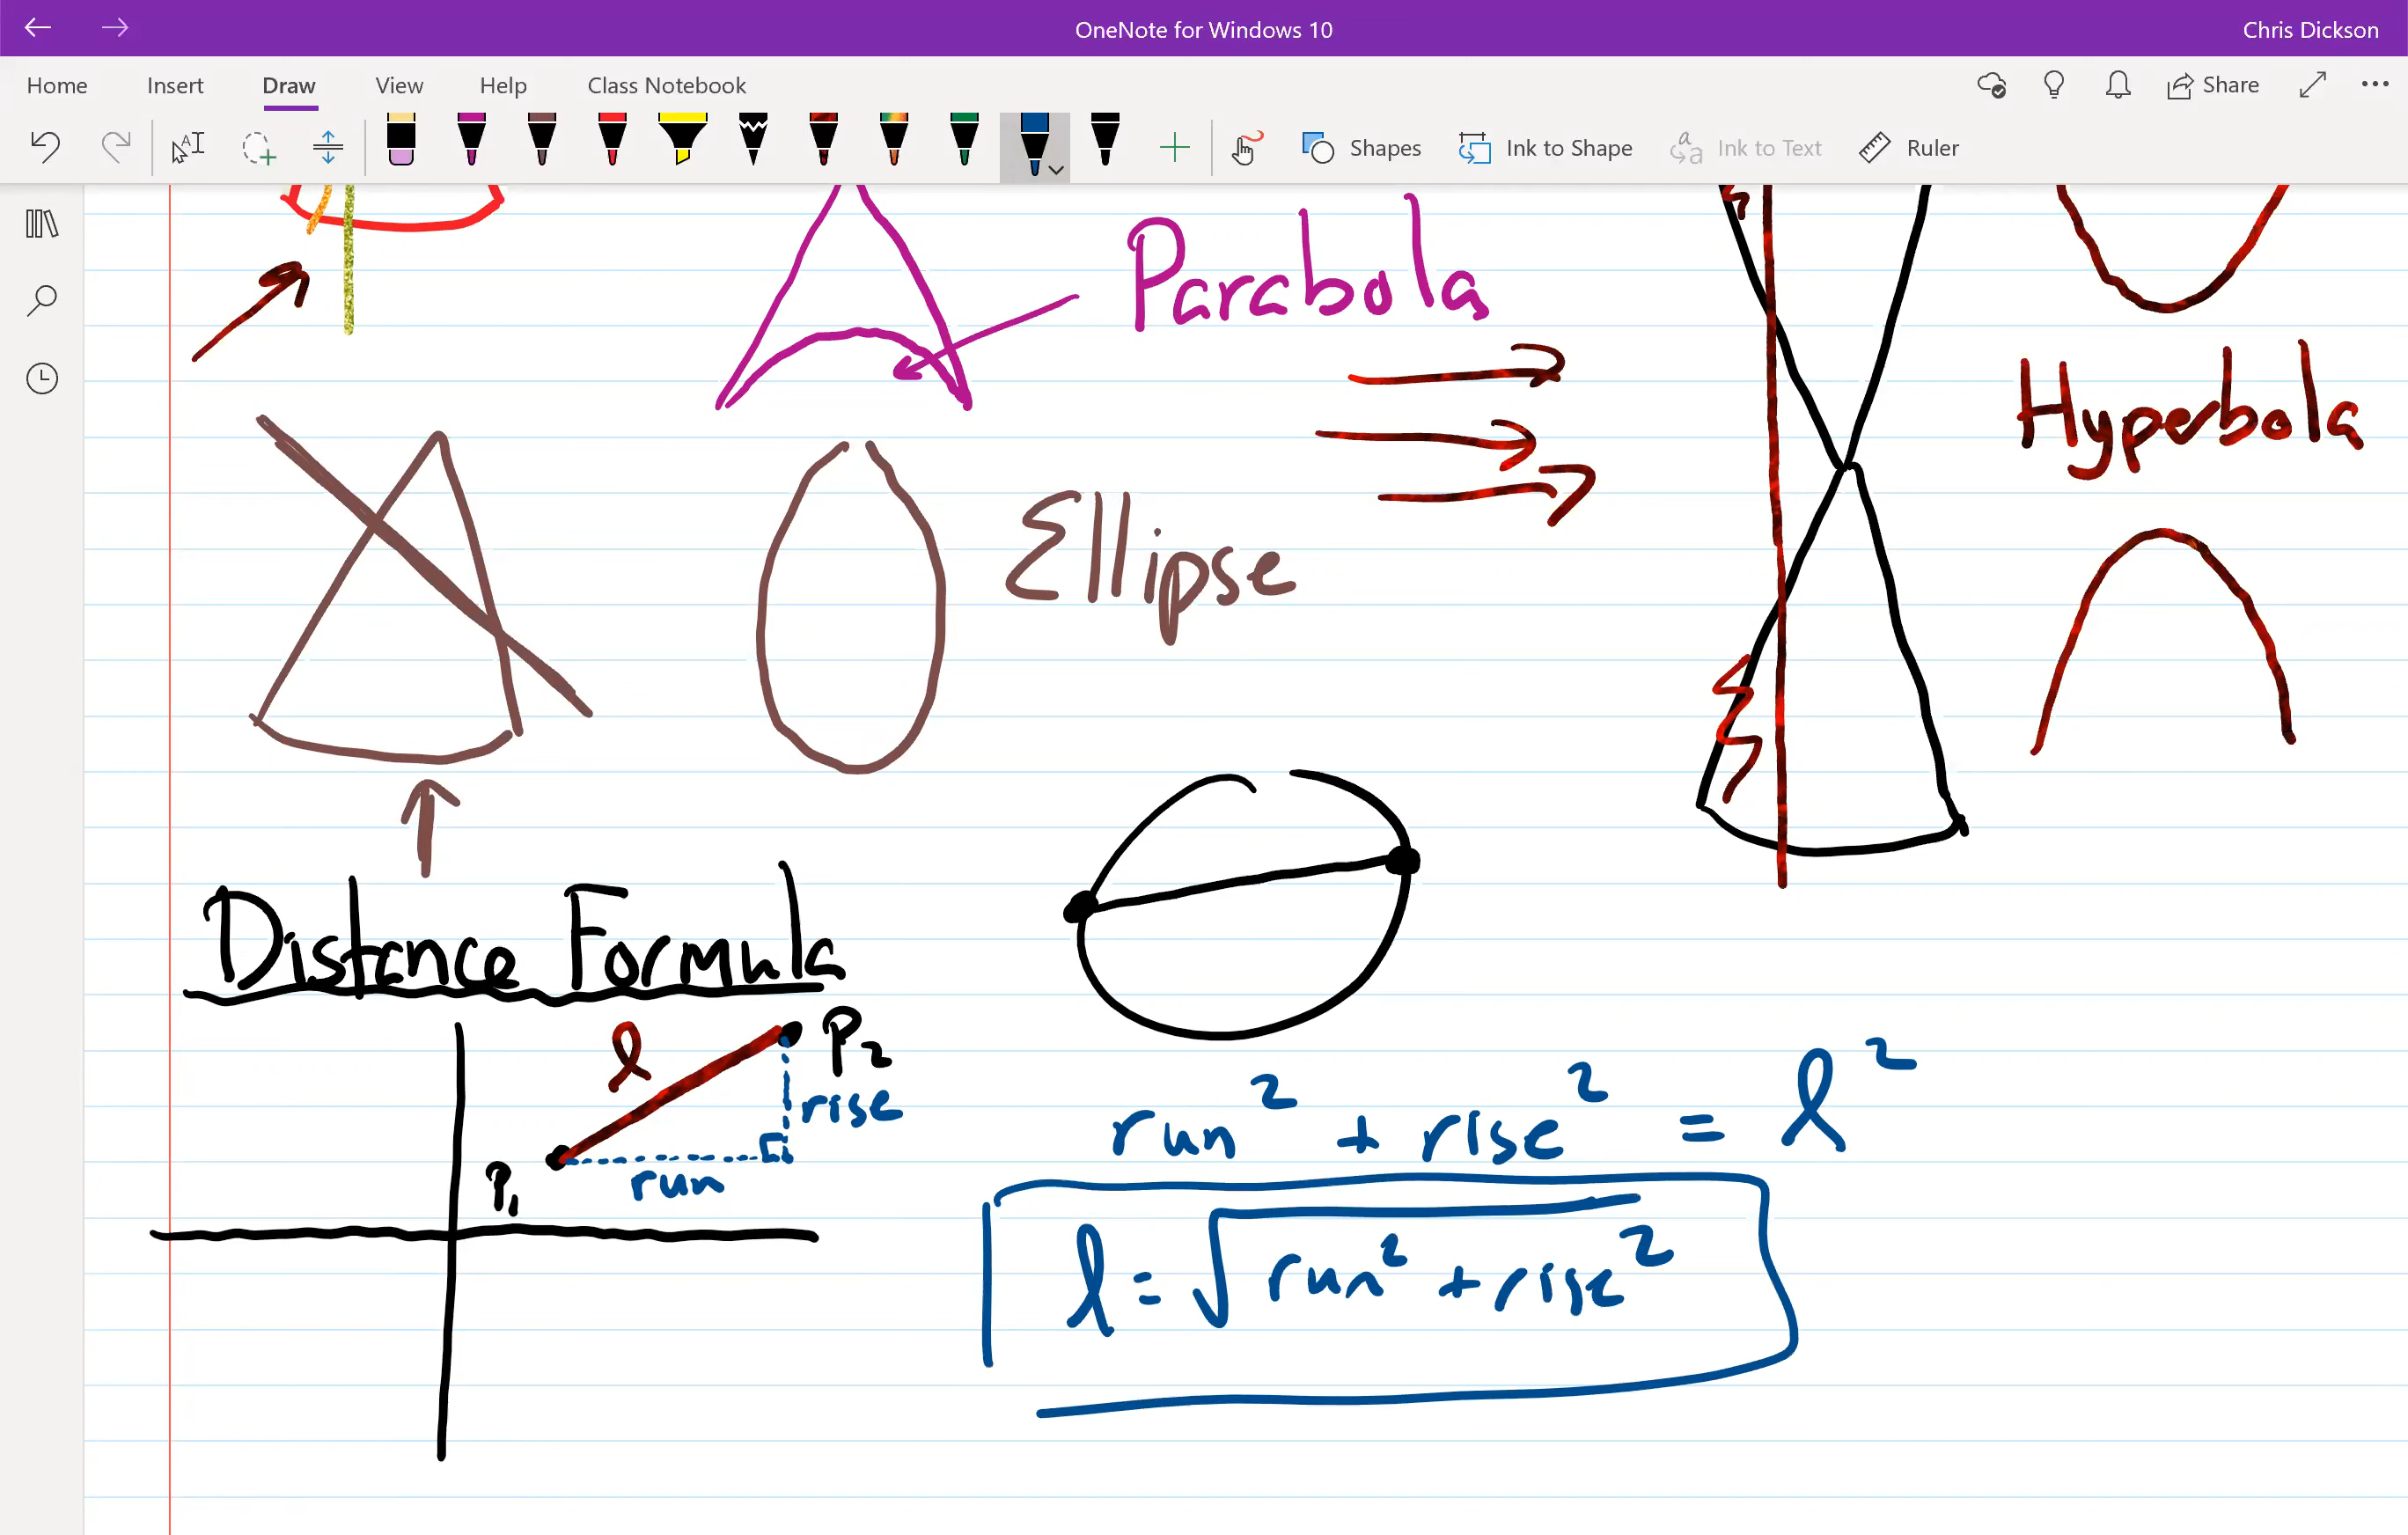 OneNote for Windows 10
Chris Dickson
Home Insert Draw View Help Class Notebook Share
Shapes Ink to Shape Ink to Text Ruler
Parabola
Hyperbola
Ellipse
Distance Formula
l P₂
rise
P₁ run
run² + rise² = l²
l = √run² + rise²